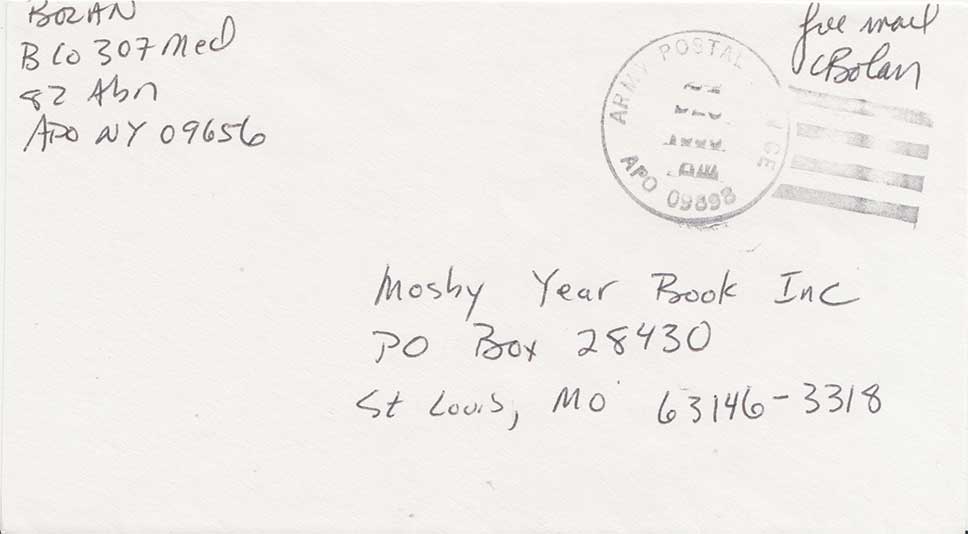 BOLAN
B Co 307 Med
82 Abn
APO NY 09656
free mail
CBolan
ARMY POSTAL
APO 09898
Mosby Year Book Inc
PO Box 28430
St Louis, MO 63146-3318